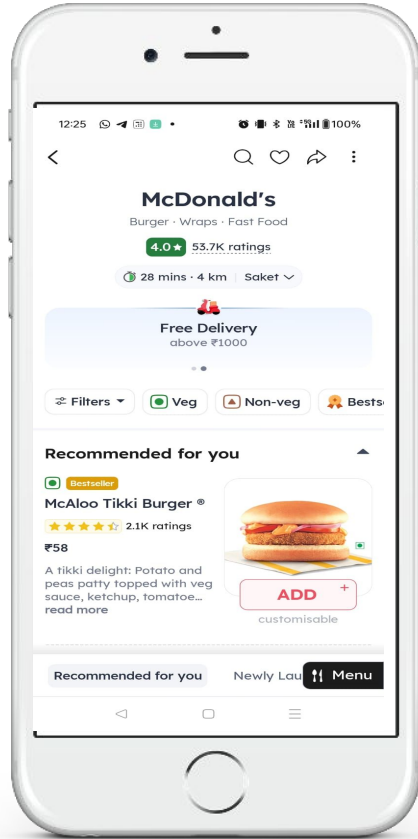 12:25
100%
McDonald's
Burger · Wraps · Fast Food
4.0★ 53.7K ratings
28 mins · 4 km Saket
Free Delivery
above ₹1000
Filters Veg Non-veg Bests
Recommended for you
Bestseller
McAloo Tikki Burger ®
2.1K ratings
₹58
A tikki delight: Potato and
peas patty topped with veg
sauce, ketchup, tomatoe...
read more
ADD +
customisable
Recommended for you Newly Lau Menu